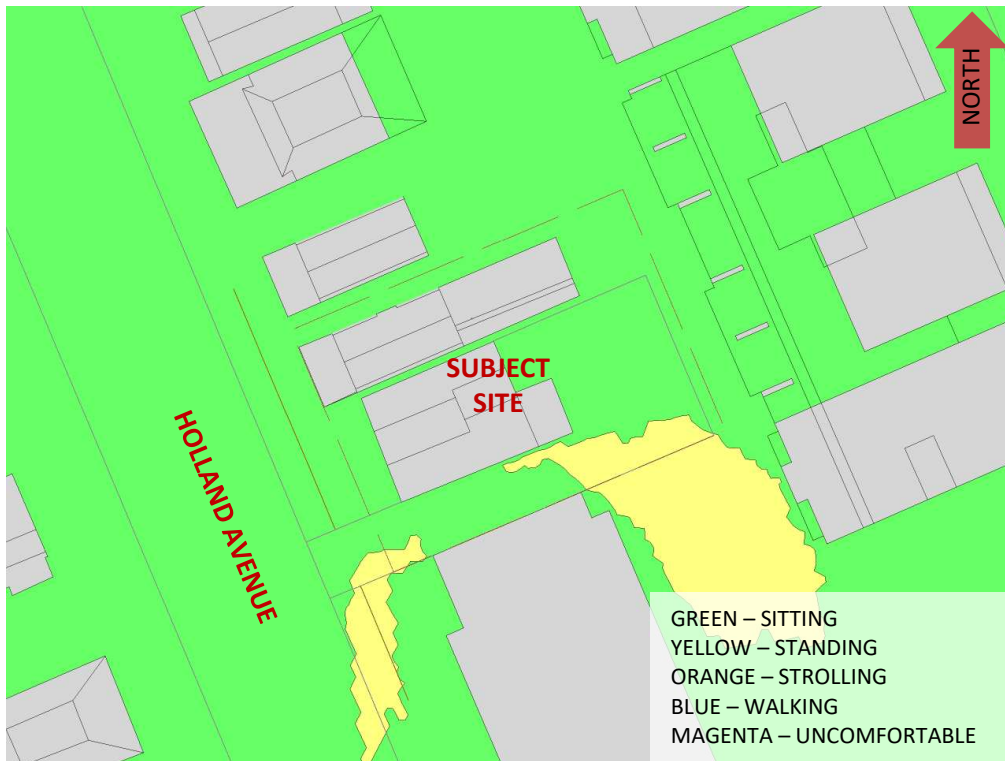 NORTH
SUBJECT
SITE
HOLLAND AVENUE
GREEN – SITTING
YELLOW – STANDING
ORANGE – STROLLING
BLUE – WALKING
MAGENTA – UNCOMFORTABLE